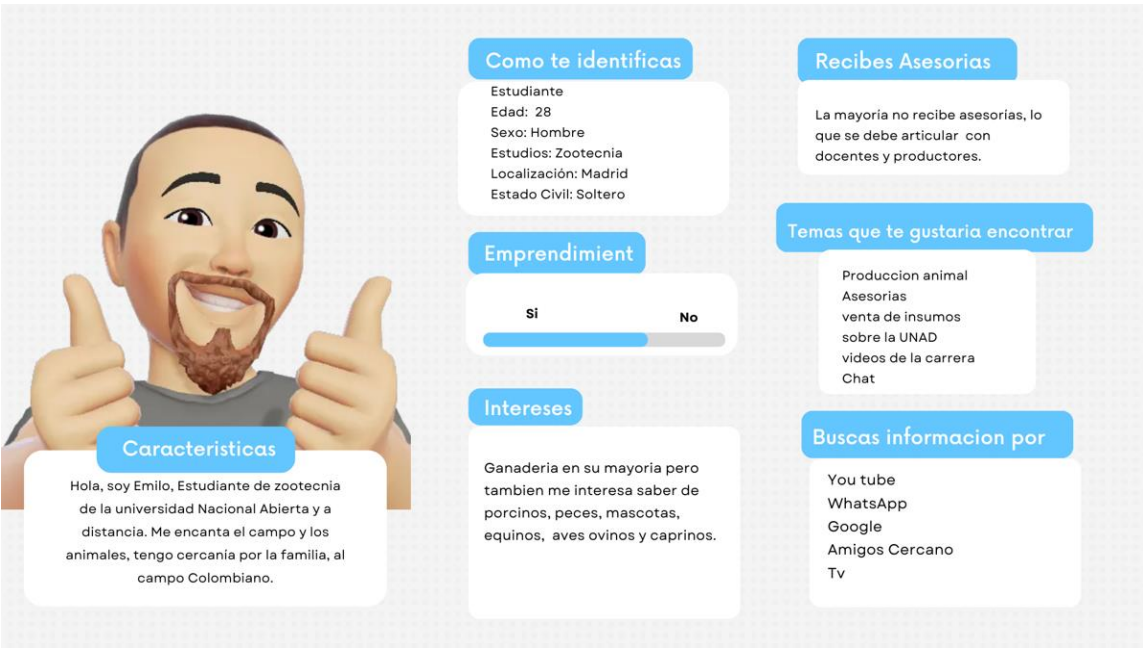 Como te identificas
Estudiante
Edad: 28
Sexo: Hombre
Estudios: Zootecnia
Localización: Madrid
Estado Civil: Soltero
Emprendimient
Si
No
Intereses
Ganaderia en su mayoria pero
tambien me interesa saber de
porcinos, peces, mascotas,
equinos, aves ovinos y caprinos.
Caracteristicas
Hola, soy Emilo, Estudiante de zootecnia
de la universidad Nacional Abierta y a
distancia. Me encanta el campo y los
animales, tengo cercanía por la familia, al
campo Colombiano.
Recibes Asesorias
La mayoría no recibe asesorías, lo
que se debe articular con
docentes y productores.
Temas que te gustaria encontrar
Produccion animal
Asesorias
venta de insumos
sobre la UNAD
videos de la carrera
Chat
Buscas informacion por
You tube
WhatsApp
Google
Amigos Cercano
Tv